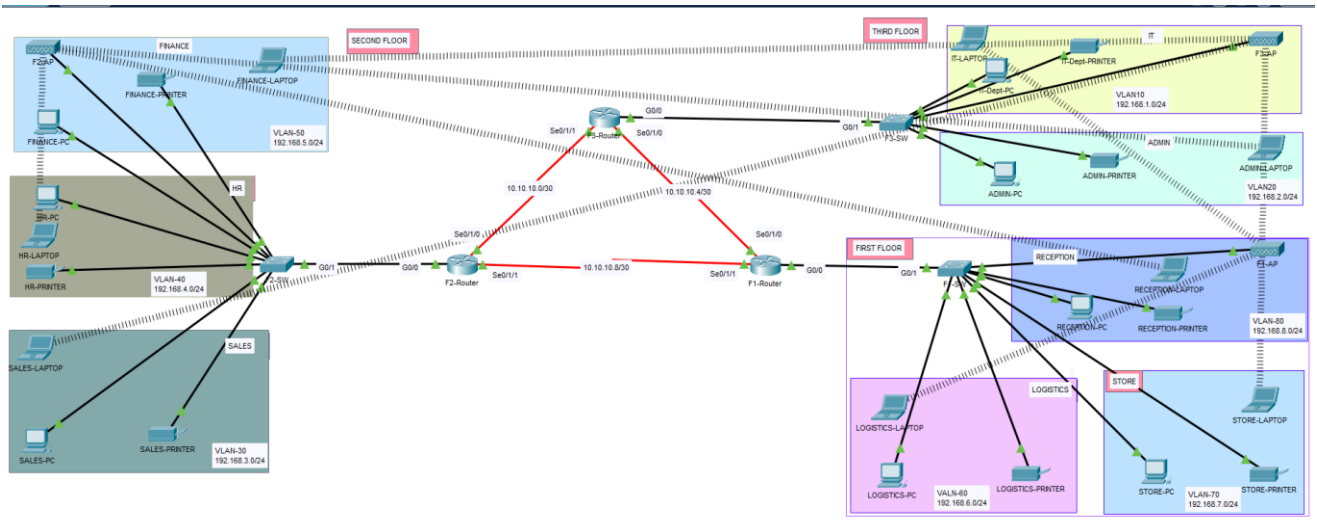 FINANCE
F2-AP
FINANCE-LAPTOP
FINANCE-PRINTER
FINANCE-PC
VLAN-50
192.168.5.0/24
SECOND FLOOR
THIRD FLOOR
IT
IT-LAPTOP
IT-Dept-PRINTER
F3-AP
IT-Dept-PC
VLAN10
192.168.1.0/24
G0/0
F3-Router
Se0/1/1
Se0/1/0
G0/1
F3-SW
ADMIN
ADMIN-LAPTOP
ADMIN-PRINTER
ADMIN-PC
VLAN20
192.168.2.0/24
HR
HR-PC
HR-LAPTOP
HR-PRINTER
VLAN-40
192.168.4.0/24
10.10.10.0/30
10.10.10.4/30
Se0/1/0
Se0/1/0
G0/1
G0/0
F2-Router
Se0/1/1
10.10.10.8/30
Se0/1/1
F1-Router
G0/0
G0/1
FIRST FLOOR
RECEPTION
RECEPTION-LAPTOP
RECEPTION-PC
RECEPTION-PRINTER
VLAN-80
192.168.8.0/24
SALES
SALES-LAPTOP
SALES-PC
SALES-PRINTER
VLAN-30
192.168.3.0/24
LOGISTICS
LOGISTICS-LAPTOP
LOGISTICS-PC
LOGISTICS-PRINTER
VALN-60
192.168.6.0/24
STORE
STORE-LAPTOP
STORE-PC
STORE-PRINTER
VLAN-70
192.168.7.0/24